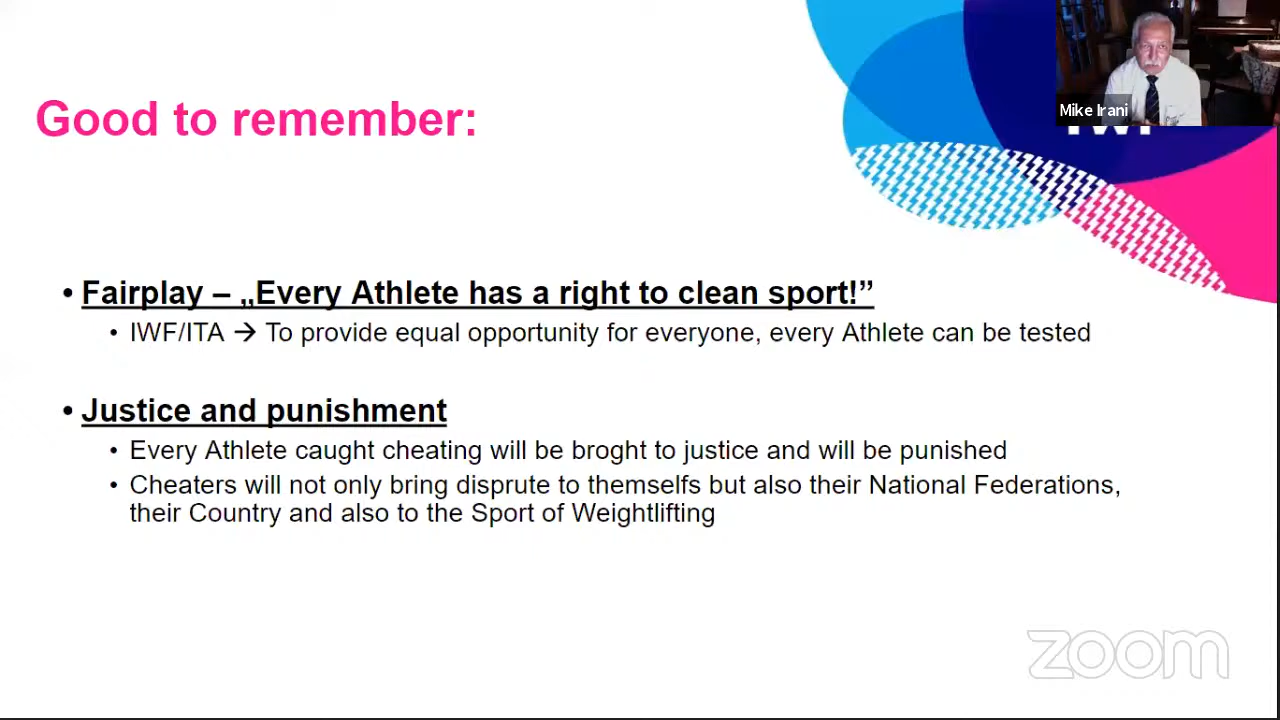 Mike Irani
Good to remember:
• Fairplay – „Every Athlete has a right to clean sport!”
• IWF/ITA → To provide equal opportunity for everyone, every Athlete can be tested
• Justice and punishment
• Every Athlete caught cheating will be broght to justice and will be punished
• Cheaters will not only bring disprute to themselfs but also their National Federations,
their Country and also to the Sport of Weightlifting
zoom